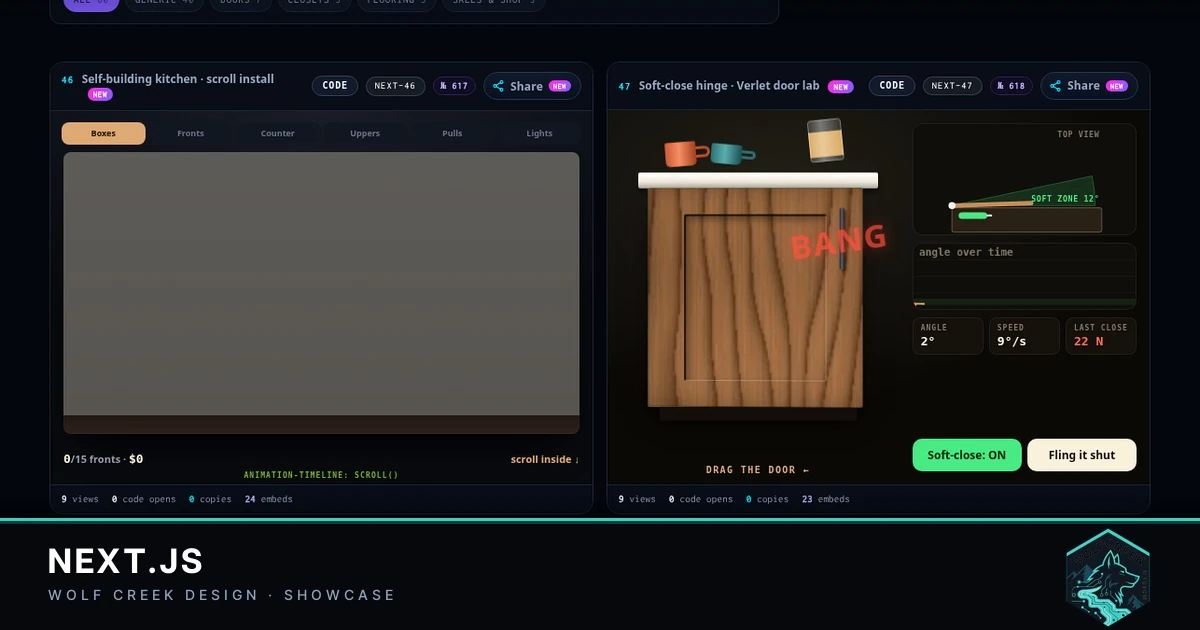 46 Self-building kitchen · scroll install
NEW
CODE
NEXT-46
№ 617
Share NEW
Boxes
Fronts
Counter
Uppers
Pulls
Lights
0/15 fronts · $0
scroll inside ↓
ANIMATION-TIMELINE: SCROLL()
9 views 0 code opens 0 copies 24 embeds
47 Soft-close hinge · Verlet door lab NEW
CODE
NEXT-47
№ 618
Share NEW
BANG
DRAG THE DOOR ←
TOP VIEW
SOFT ZONE 12°
angle over time
ANGLE
2°
SPEED
9°/s
LAST CLOSE
22 N
Soft-close: ON
Fling it shut
9 views 0 code opens 0 copies 23 embeds
NEXT.JS
WOLF CREEK DESIGN · SHOWCASE